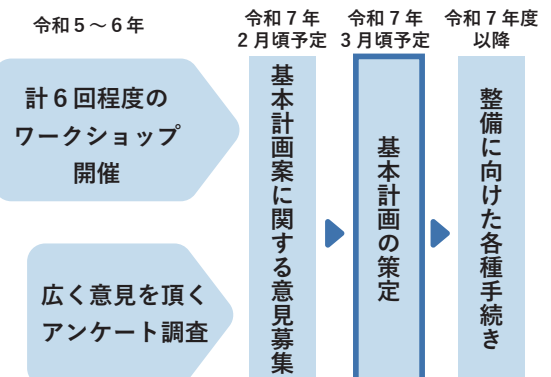 令和5～6年
令和7年
2月頃予定
令和7年
3月頃予定
令和7年度
以降
計6回程度の
ワークショップ
開催
広く意見を頂く
アンケート調査
基本計画案に関する意見募集
基本計画の策定
整備に向けた各種手続き